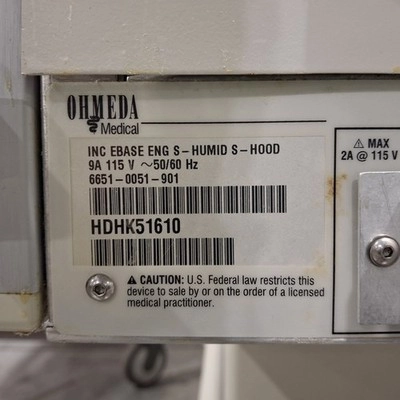 OHMEDA
Medical
INC EBASE ENG S-HUMID S-HOOD
9A 115 V ~50/60 Hz
6651-0051-901
HDHK51610
⚠ CAUTION: U.S. Federal law restricts this
device to sale by or on the order of a licensed
medical practitioner.
⚠ MAX
2A @ 115 V